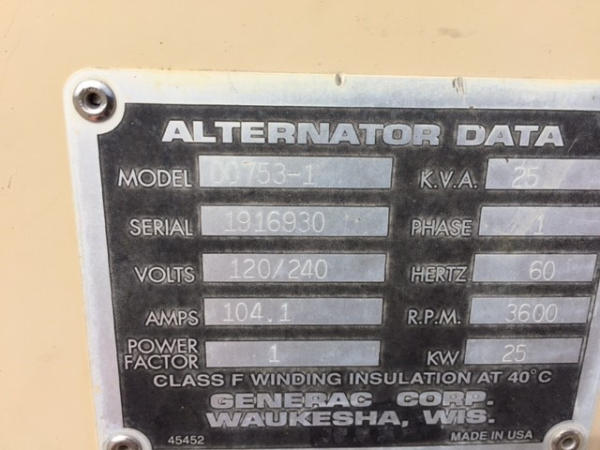 ALTERNATOR DATA
MODEL 00753-1 K.V.A. 25
SERIAL 1916930 PHASE 1
VOLTS 120/240 HERTZ 60
AMPS 104.1 R.P.M. 3600
POWER FACTOR 1 KW 25
CLASS F WINDING INSULATION AT 40°C
GENERAC CORP.
WAUKESHA, WIS.
45452 MADE IN USA